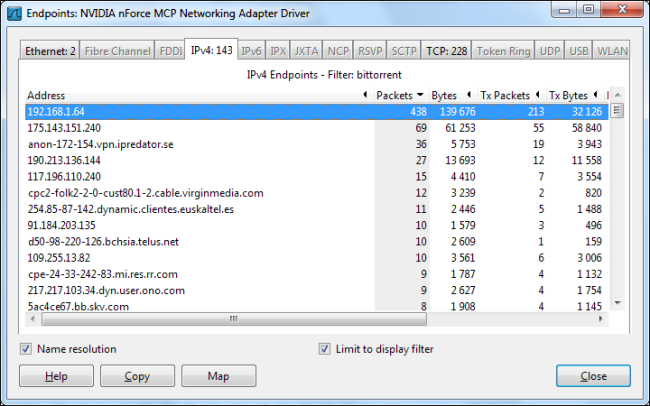 Endpoints: NVIDIA nForce MCP Networking Adapter Driver
Ethernet: 2 Fibre Channel FDDI IPv4: 143 IPv6 IPX JXTA NCP RSVP SCTP TCP: 228 Token Ring UDP USB WLAN
IPv4 Endpoints - Filter: bittorrent
Address Packets Bytes Tx Packets Tx Bytes
192.168.1.64 438 139 676 213 32 126
175.143.151.240 69 61 253 55 58 840
anon-172-154.vpn.ipredator.se 36 5 753 19 3 943
190.213.136.144 27 13 693 12 11 558
117.196.110.240 15 4 410 7 3 554
cpc2-folk2-2-0-cust80.1-2.cable.virginmedia.com 12 3 239 2 820
254.85-87-142.dynamic.clientes.euskaltel.es 11 2 446 5 1 488
91.184.203.135 10 1 579 3 496
d50-98-220-126.bchsia.telus.net 10 2 609 1 159
109.255.13.82 10 3 561 6 3 006
cpe-24-33-242-83.mi.res.rr.com 9 1 787 4 1 132
217.217.103.34.dyn.user.ono.com 9 2 627 4 1 754
5ac4ce67.bb.sky.com 8 1 908 4 1 145
Name resolution Limit to display filter
Help Copy Map Close